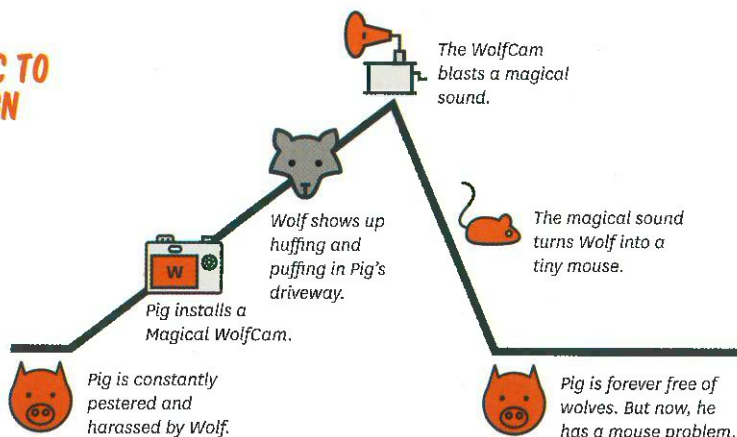 C TO
ON
The WolfCam
blasts a magical
sound.
Wolf shows up
huffing and
puffing in Pig's
driveway.
The magical sound
turns Wolf into a
tiny mouse.
W
Pig installs a
Magical WolfCam.
Pig is constantly
pestered and
harassed by Wolf.
Pig is forever free of
wolves. But now, he
has a mouse problem.